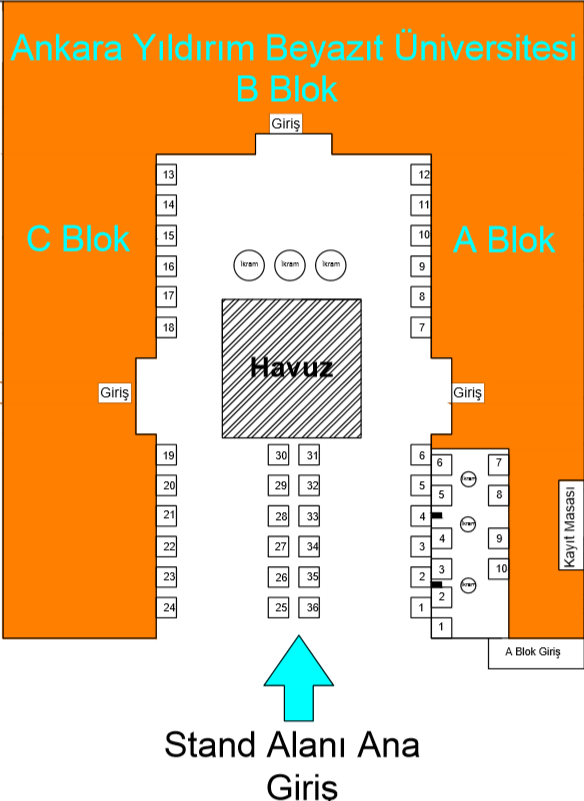 Ankara Yıldırım Beyazıt Üniversitesi
B Blok
Giriş
13
12
14
11
C Blok
15
10
A Blok
16
İkram
İkram
İkram
9
17
8
18
7
Havuz
Giriş
Giriş
19
30
31
6
6
7
İkram
20
29
32
5
5
8
Kayıt Masası
21
28
33
4
İkram
22
27
34
3
4
9
23
26
35
2
3
10
İkram
24
25
36
1
2
1
A Blok Giriş
Stand Alanı Ana
Giriş